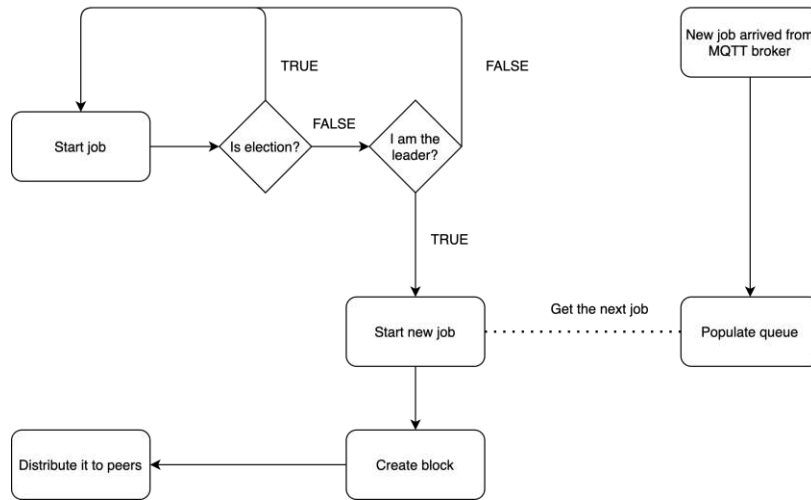 New job arrived from
MQTT broker
TRUE
FALSE
Start job
Is election?
FALSE
I am the
leader?
TRUE
Get the next job
Start new job
Populate queue
Distribute it to peers
Create block